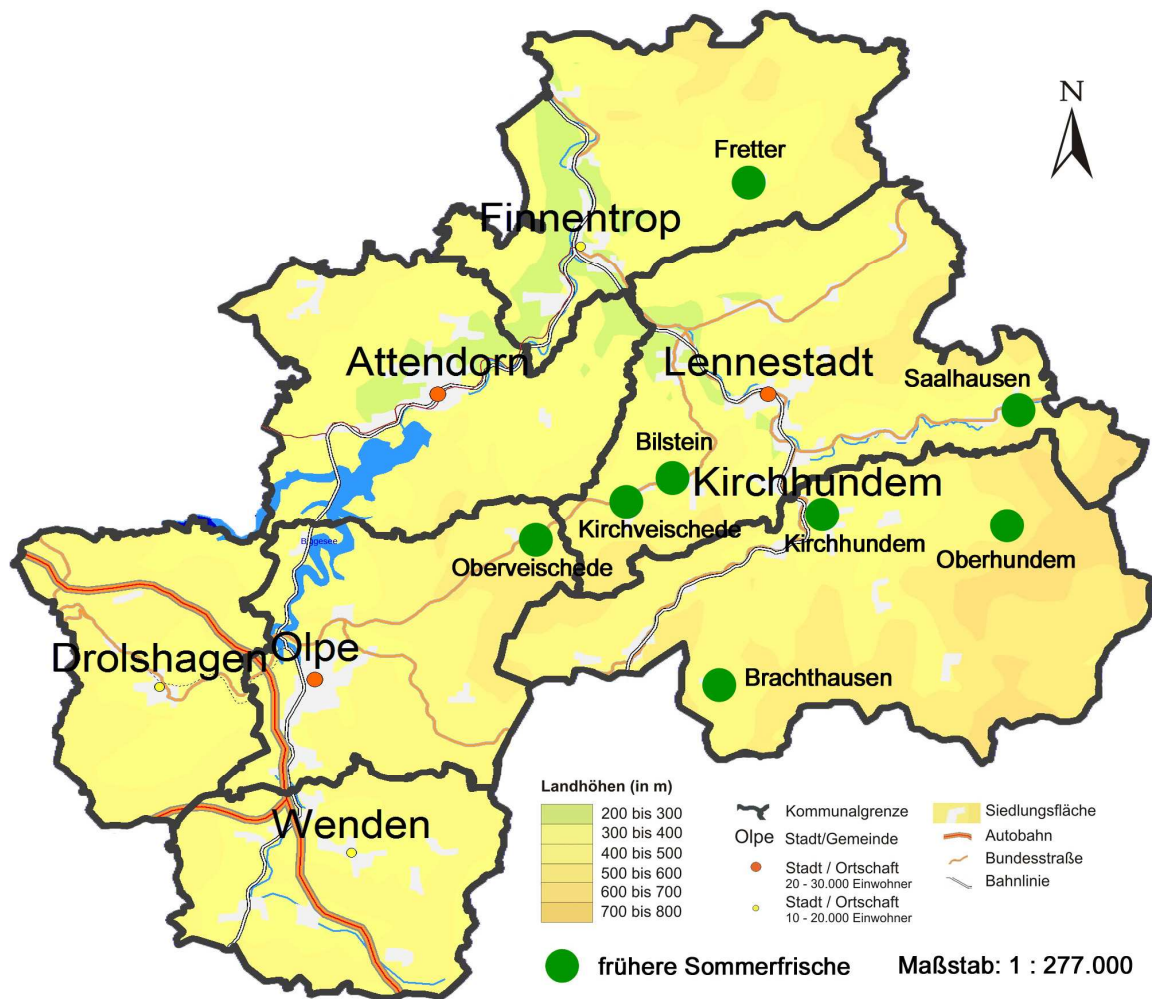 N
Fretter
Finnentrop
Attendorn
Lennestadt
Saalhausen
Bilstein
Kirchhundem
Kirchveischede
Kirchhundem
Oberveischede
Oberhundem
Biggesee
Olpe
Drolshagen
Brachthausen
Wenden
Landhöhen (in m)
200 bis 300
300 bis 400
400 bis 500
500 bis 600
600 bis 700
700 bis 800
Kommunalgrenze
Olpe Stadt/Gemeinde
Stadt / Ortschaft
20 - 30.000 Einwohner
Stadt / Ortschaft
10 - 20.000 Einwohner
Siedlungsfläche
Autobahn
Bundesstraße
Bahnlinie
frühere Sommerfrische
Maßstab: 1 : 277.000